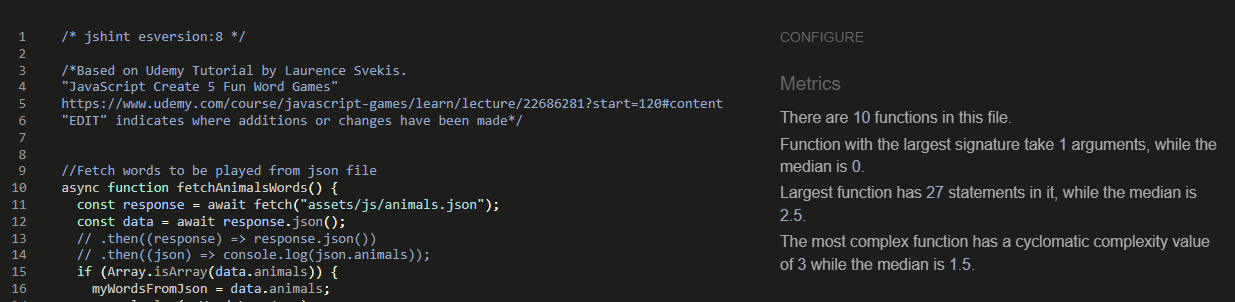 1 /* jshint esversion:8 */
2
3 /*Based on Udemy Tutorial by Laurence Svekis.
4 "JavaScript Create 5 Fun Word Games"
5 https://www.udemy.com/course/javascript-games/learn/lecture/22686281?start=120#content
6 "EDIT" indicates where additions or changes have been made*/
7
8
9 //Fetch words to be played from json file
10 async function fetchAnimalsWords() {
11 const response = await fetch("assets/js/animals.json");
12 const data = await response.json();
13 // .then((response) => response.json())
14 // .then((json) => console.log(json.animals));
15 if (Array.isArray(data.animals)) {
16 myWordsFromJson = data.animals;
CONFIGURE
Metrics
There are 10 functions in this file.
Function with the largest signature take 1 arguments, while the
median is 0.
Largest function has 27 statements in it, while the median is
2.5.
The most complex function has a cyclomatic complexity value
of 3 while the median is 1.5.